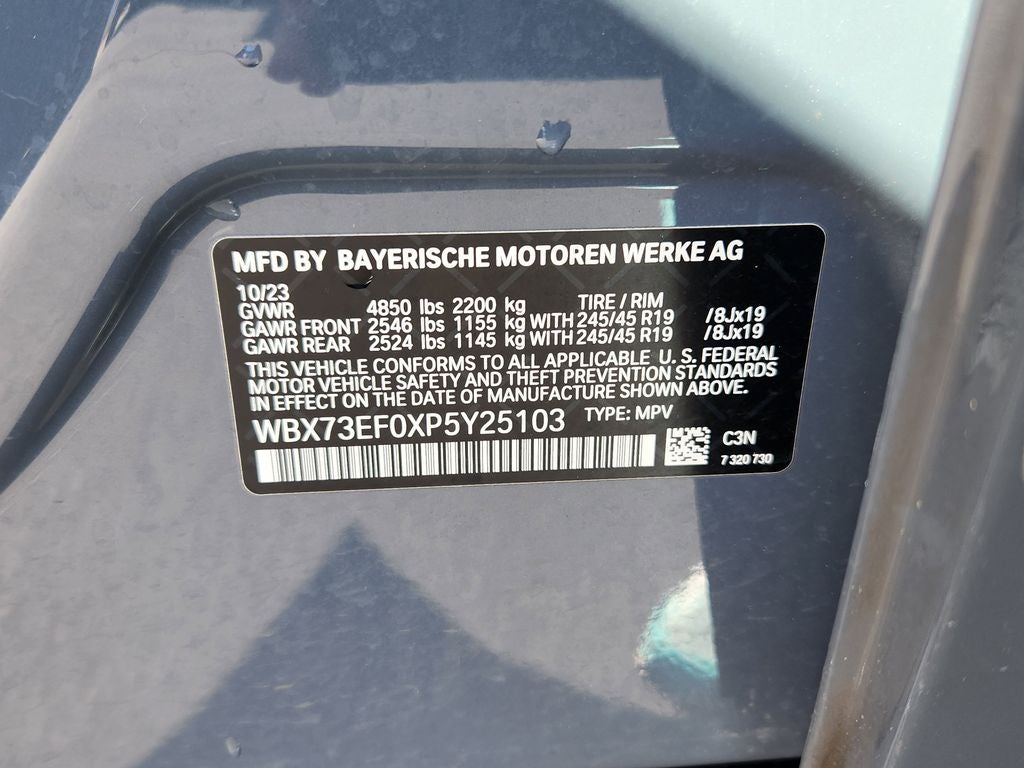 MFD BY BAYERISCHE MOTOREN WERKE AG
10/23 TIRE / RIM
GVWR 4850 lbs 2200 kg
GAWR FRONT 2546 lbs 1155 kg WITH 245/45 R19 /8Jx19
GAWR REAR 2524 lbs 1145 kg WITH 245/45 R19 /8Jx19
THIS VEHICLE CONFORMS TO ALL APPLICABLE U. S. FEDERAL
MOTOR VEHICLE SAFETY AND THEFT PREVENTION STANDARDS
IN EFFECT ON THE DATE OF MANUFACTURE SHOWN ABOVE.
WBX73EF0XP5Y25103 TYPE: MPV
C3N
7 320 730